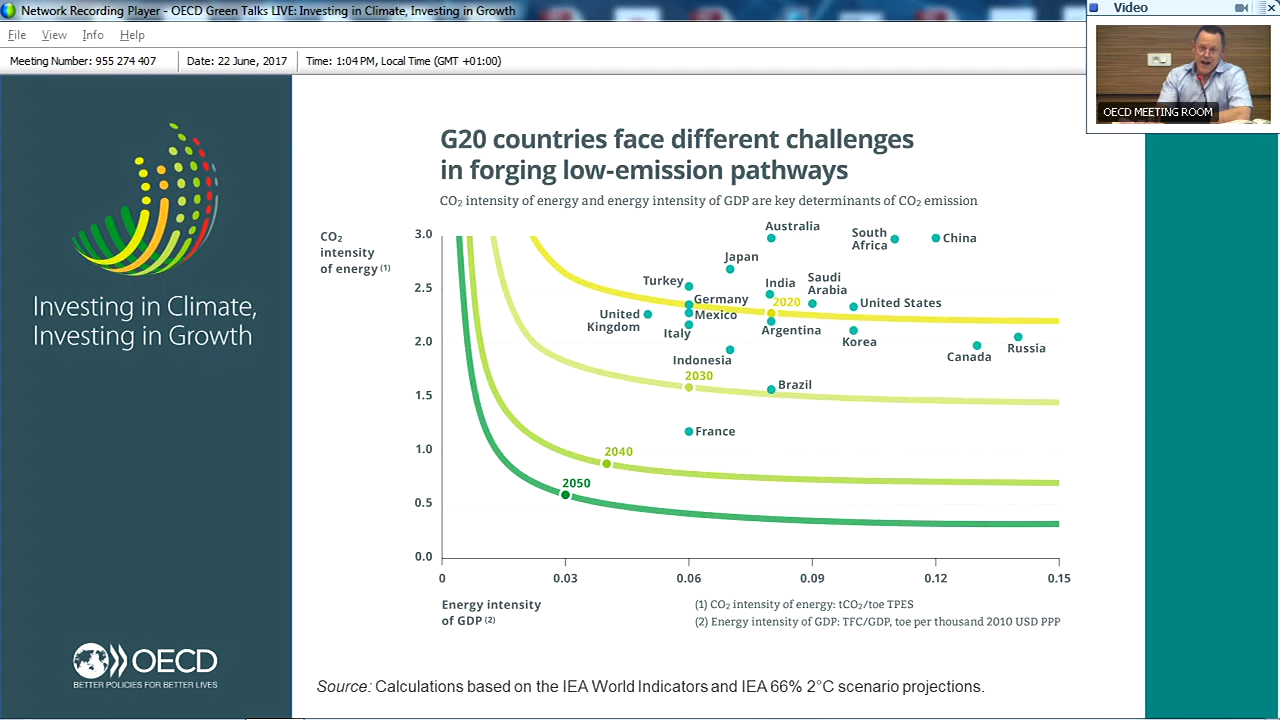 Network Recording Player - OECD Green Talks LIVE: Investing in Climate, Investing in Growth
Video
File View Info Help
Meeting Number: 955 274 407 Date: 22 June, 2017 Time: 1:04 PM, Local Time (GMT +01:00)
OECD MEETING ROOM
Investing in Climate,
Investing in Growth
OECD
BETTER POLICIES FOR BETTER LIVES
G20 countries face different challenges
in forging low-emission pathways
CO₂ intensity of energy and energy intensity of GDP are key determinants of CO₂ emission
CO₂
intensity
of energy (1)
3.0
2.5
2.0
1.5
1.0
0.5
0.0
Australia
South
Africa
China
Japan
Turkey
India
Saudi
Arabia
Germany
2020
United States
United
Kingdom
Mexico
Italy
Argentina
Korea
Indonesia
Canada
Russia
2030
Brazil
France
2040
2050
0 0.03 0.06 0.09 0.12 0.15
Energy intensity
of GDP (2)
(1) CO₂ intensity of energy: tCO₂/toe TPES
(2) Energy intensity of GDP: TFC/GDP, toe per thousand 2010 USD PPP
Source: Calculations based on the IEA World Indicators and IEA 66% 2°C scenario projections.